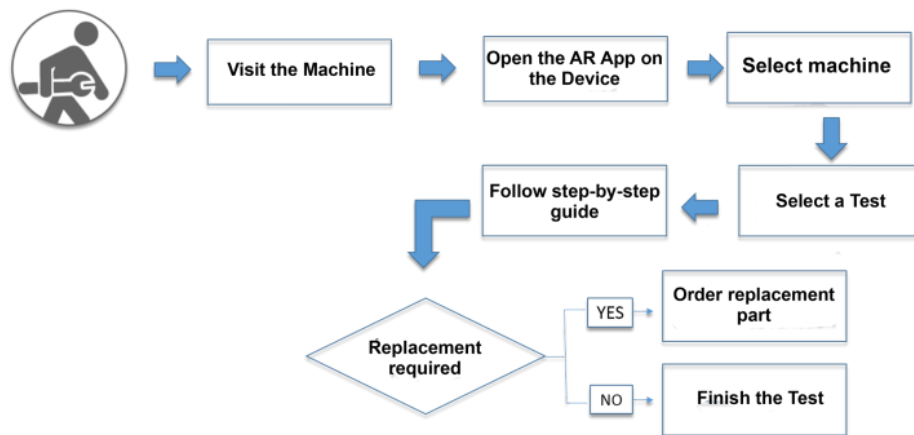 Visit the Machine
Open the AR App on
the Device
Select machine
Select a Test
Follow step-by-step
guide
Replacement
required
YES
Order replacement
part
NO
Finish the Test